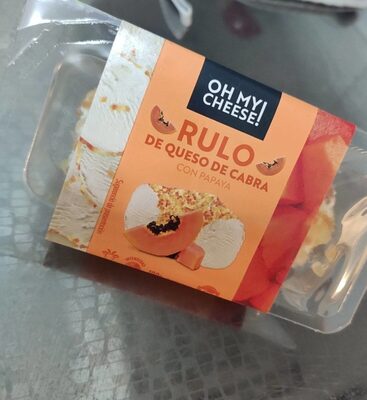 OH MY
CHEESE!
RULO
DE QUESO DE CABRA
CON PAPAYA